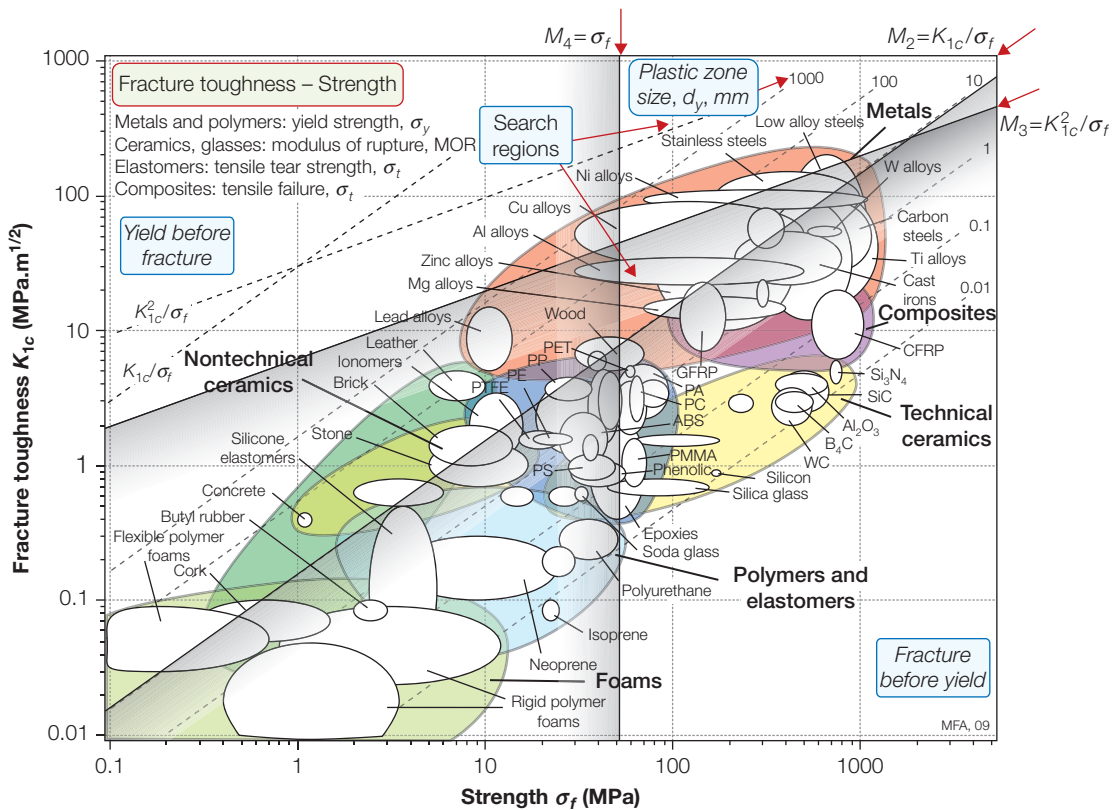 M₄ = σf
M₂ = K₁c/σf
1000
Fracture toughness – Strength
Metals and polymers: yield strength, σy
Ceramics, glasses: modulus of rupture, MOR
Elastomers: tensile tear strength, σt
Composites: tensile failure, σt
Plastic zone
size, dy, mm
1000
100
10
Search
regions
Metals
Low alloy steels
Stainless steels
M₃ = K²₁c/σf
1
W alloys
Ni alloys
100
Cu alloys
Carbon
steels
0.1
Yield before
fracture
Al alloys
Ti alloys
Zinc alloys
Cast
irons
0.01
Mg alloys
K²₁c/σf
Wood
Composites
10
Lead alloys
Leather
Ionomers
PET
PP
PE
PTFE
GFRP
CFRP
Nontechnical
ceramics
Brick
K₁c/σf
PA
PC
ABS
Si₃N₄
SiC
Al₂O₃
B₄C
WC
Technical
ceramics
Stone
Silicone
elastomers
1
PS
PMMA
Phenolic
Silicon
Silica glass
Concrete
Butyl rubber
Flexible polymer
foams
Cork
Epoxies
Soda glass
Polyurethane
Polymers and
elastomers
0.1
Isoprene
Neoprene
Foams
Rigid polymer
foams
Fracture
before yield
0.01
MFA, 09
0.1
1
10
100
1000
Strength σf (MPa)
Fracture toughness K₁c (MPa.m^1/2)